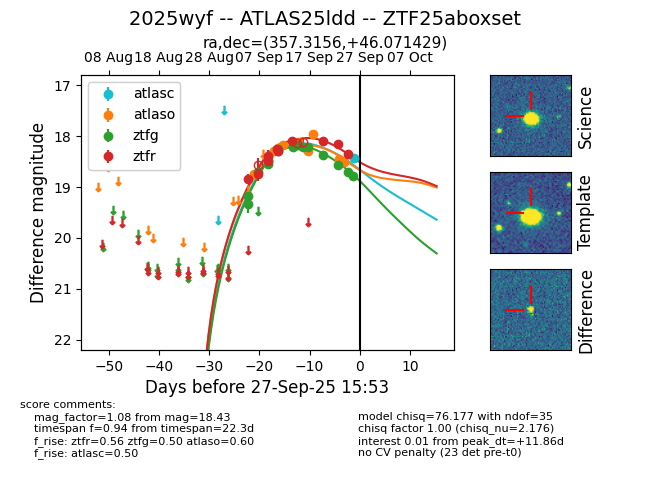 2025wyf -- ATLAS25ldd -- ZTF25aboxset
ra,dec=(357.3156,+46.071429)
08 Aug 18 Aug 28 Aug 07 Sep 17 Sep 27 Sep 07 Oct
atlasc
atlaso
ztfg
ztfr
17
18
19
20
21
22
Difference magnitude
−50 −40 −30 −20 −10 0 10
Days before 27-Sep-25 15:53
Science
Template
Difference
score comments:
mag_factor=1.08 from mag=18.43
timespan f=0.94 from timespan=22.3d
f_rise: ztfr=0.56 ztfg=0.50 atlaso=0.60
f_rise: atlasc=0.50
model chisq=76.177 with ndof=35
chisq factor 1.00 (chisq_nu=2.176)
interest 0.01 from peak_dt=+11.86d
no CV penalty (23 det pre-t0)